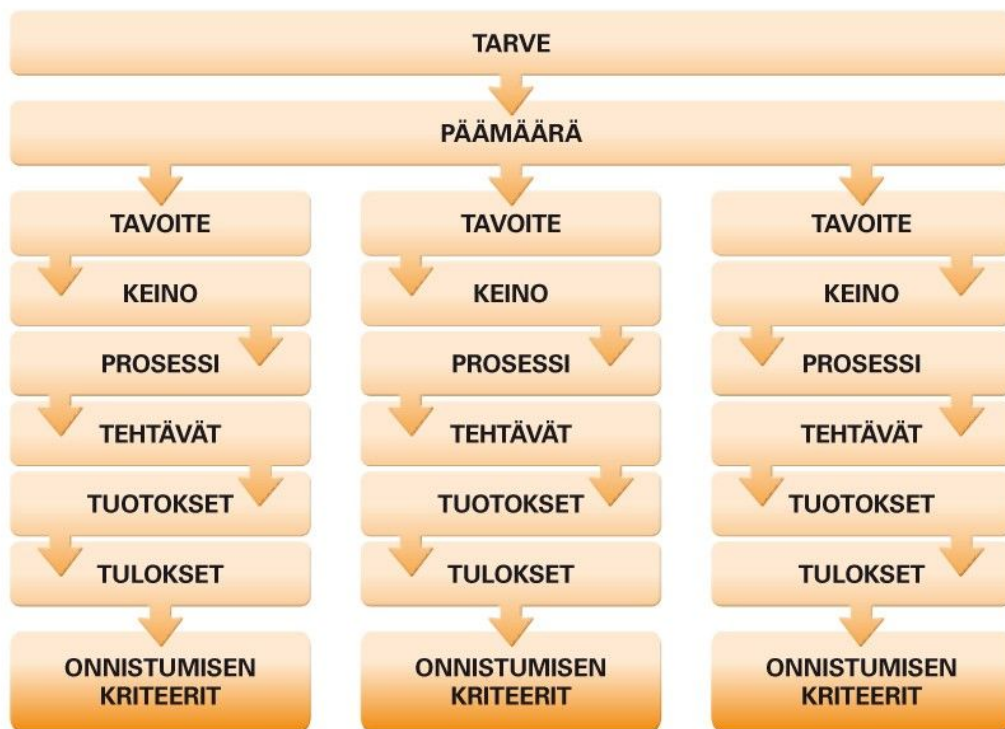 TARVE
PÄÄMÄÄRÄ
TAVOITE
KEINO
PROSESSI
TEHTÄVÄT
TUOTOKSET
TULOKSET
ONNISTUMISEN
KRITEERIT
TAVOITE
KEINO
PROSESSI
TEHTÄVÄT
TUOTOKSET
TULOKSET
ONNISTUMISEN
KRITEERIT
TAVOITE
KEINO
PROSESSI
TEHTÄVÄT
TUOTOKSET
TULOKSET
ONNISTUMISEN
KRITEERIT